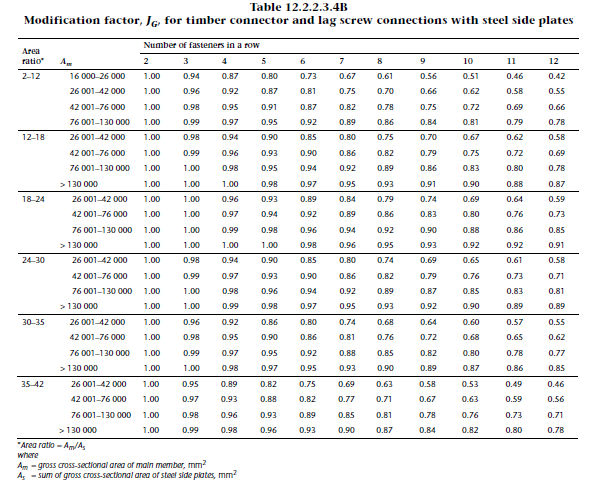 Table 12.2.2.3.4B
Modification factor, JG, for timber connector and lag screw connections with steel side plates
Number of fasteners in a row
Area ratio* Am 2 3 4 5 6 7 8 9 10 11 12
2–12 16 000–26 000 1.00 0.94 0.87 0.80 0.73 0.67 0.61 0.56 0.51 0.46 0.42
26 001–42 000 1.00 0.96 0.92 0.87 0.81 0.75 0.70 0.66 0.62 0.58 0.55
42 001–76 000 1.00 0.98 0.95 0.91 0.87 0.82 0.78 0.75 0.72 0.69 0.66
76 001–130 000 1.00 0.99 0.97 0.95 0.92 0.89 0.86 0.84 0.81 0.79 0.78
12–18 26 001–42 000 1.00 0.98 0.94 0.90 0.85 0.80 0.75 0.70 0.67 0.62 0.58
42 001–76 000 1.00 0.99 0.96 0.93 0.90 0.86 0.82 0.79 0.75 0.72 0.69
76 001–130 000 1.00 1.00 0.98 0.95 0.94 0.92 0.89 0.86 0.83 0.80 0.78
> 130 000 1.00 1.00 1.00 0.98 0.97 0.95 0.93 0.91 0.90 0.88 0.87
18–24 26 001–42 000 1.00 1.00 0.96 0.93 0.89 0.84 0.79 0.74 0.69 0.64 0.59
42 001–76 000 1.00 1.00 0.97 0.94 0.92 0.89 0.86 0.83 0.80 0.76 0.73
76 001–130 000 1.00 1.00 0.99 0.98 0.96 0.94 0.92 0.90 0.88 0.86 0.85
> 130 000 1.00 1.00 1.00 1.00 0.98 0.96 0.95 0.93 0.92 0.92 0.91
24–30 26 001–42 000 1.00 0.98 0.94 0.90 0.85 0.80 0.74 0.69 0.65 0.61 0.58
42 001–76 000 1.00 0.99 0.97 0.93 0.90 0.86 0.82 0.79 0.76 0.73 0.71
76 001–130 000 1.00 1.00 0.98 0.96 0.94 0.92 0.89 0.87 0.85 0.83 0.81
> 130 000 1.00 1.00 0.99 0.98 0.97 0.95 0.93 0.92 0.90 0.89 0.89
30–35 26 001–42 000 1.00 0.96 0.92 0.86 0.80 0.74 0.68 0.64 0.60 0.57 0.55
42 001–76 000 1.00 0.98 0.95 0.90 0.86 0.81 0.76 0.72 0.68 0.65 0.62
76 001–130 000 1.00 0.99 0.97 0.95 0.92 0.88 0.85 0.82 0.80 0.78 0.77
> 130 000 1.00 1.00 0.98 0.97 0.95 0.93 0.90 0.89 0.87 0.86 0.85
35–42 26 001–42 000 1.00 0.95 0.89 0.82 0.75 0.69 0.63 0.58 0.53 0.49 0.46
42 001–76 000 1.00 0.97 0.93 0.88 0.82 0.77 0.71 0.67 0.63 0.59 0.56
76 001–130 000 1.00 0.98 0.96 0.93 0.89 0.85 0.81 0.78 0.76 0.73 0.71
> 130 000 1.00 0.99 0.98 0.96 0.93 0.90 0.87 0.84 0.82 0.80 0.78
*Area ratio = Am/As
where
Am = gross cross-sectional area of main member, mm²
As = sum of gross cross-sectional area of steel side plates, mm²